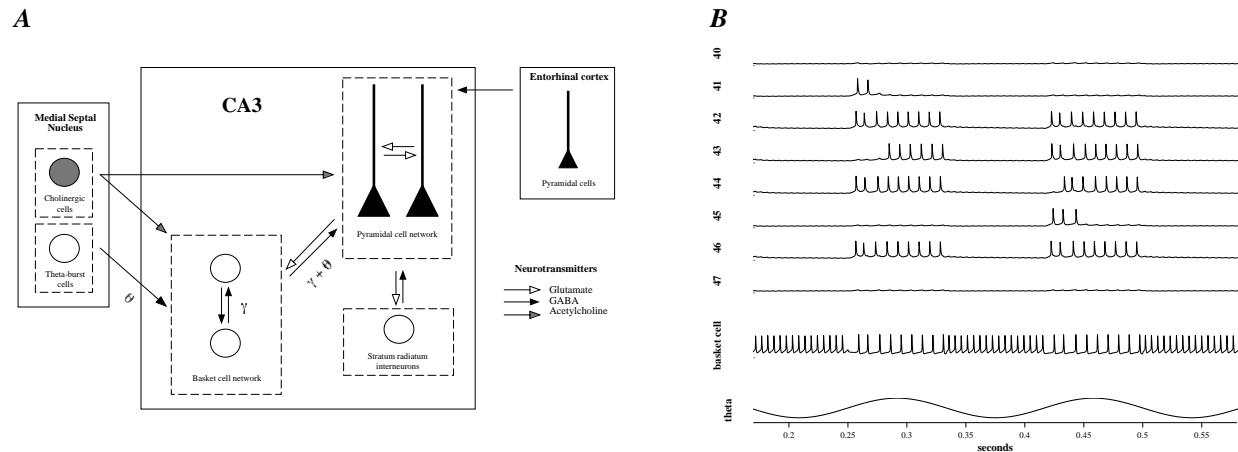 A
Medial Septal
Nucleus
Cholinergic
cells
Theta-burst
cells
θ
CA3
γ
Basket cell network
γ + θ
Pyramidal cell network
Stratum radiatum
interneurons
Entorhinal cortex
Pyramidal cells
Neurotransmitters
Glutamate
GABA
Acetylcholine
B
40
41
42
43
44
45
46
47
basket cell
theta
0.2 0.25 0.3 0.35 0.4 0.45 0.5 0.55
seconds